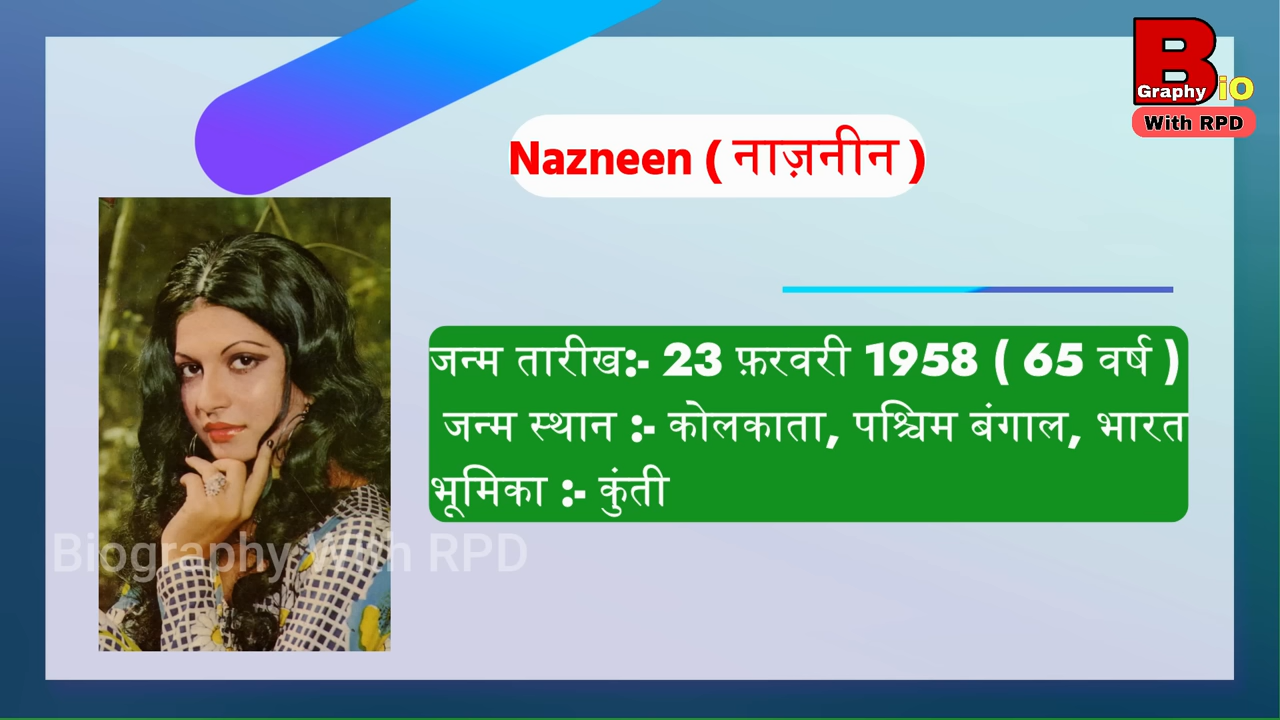 B
Graphy iO
With RPD
Nazneen ( नाज़नीन )
जन्म तारीख:- 23 फ़रवरी 1958 ( 65 वर्ष )
जन्म स्थान :- कोलकाता, पश्चिम बंगाल, भारत
भूमिका :- कुंती
Biography With RPD